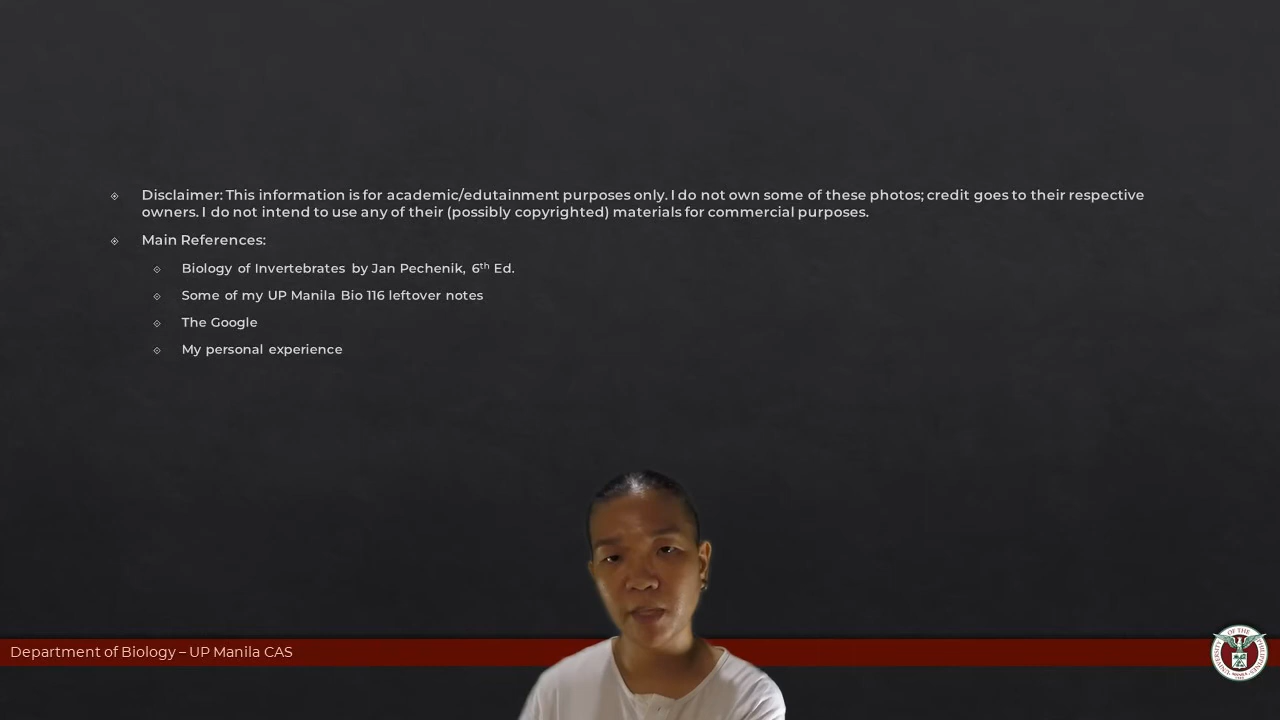 Disclaimer: This information is for academic/edutainment purposes only. I do not own some of these photos; credit goes to their respective
owners. I do not intend to use any of their (possibly copyrighted) materials for commercial purposes.
Main References:
Biology of Invertebrates by Jan Pechenik, 6th Ed.
Some of my UP Manila Bio 116 leftover notes
The Google
My personal experience
Department of Biology – UP Manila CAS